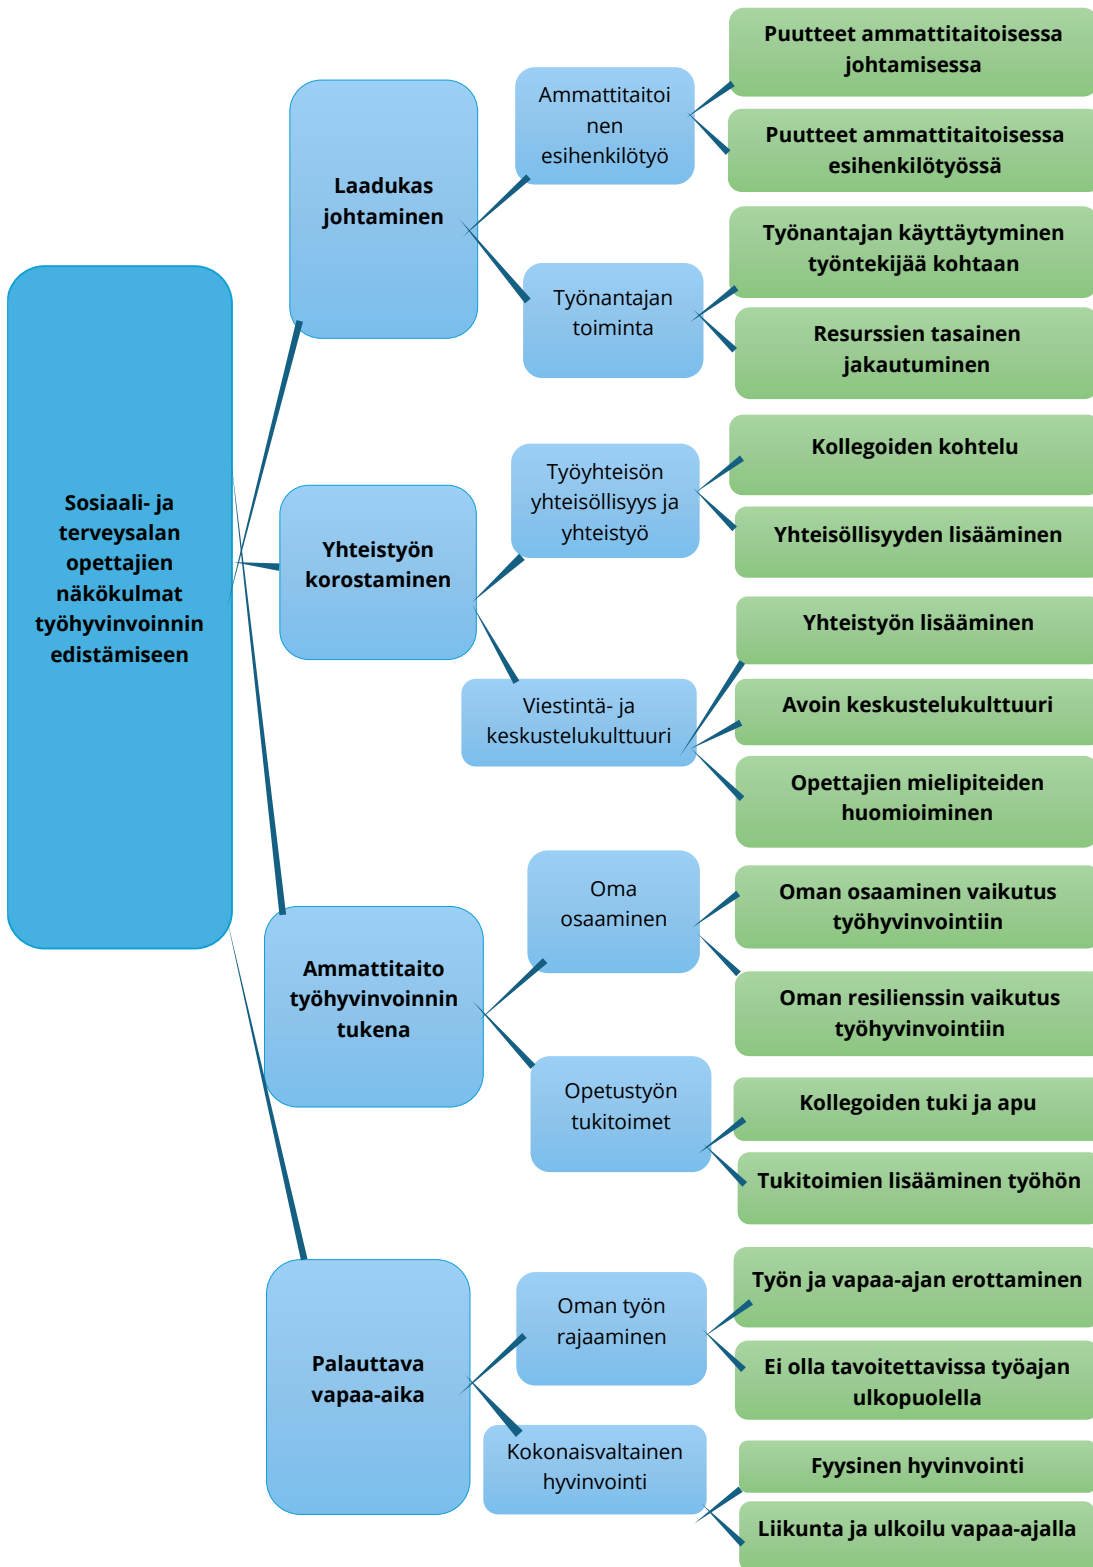 Sosiaali- ja
terveysalan
opettajien
näkökulmat
työhyvinvoinnin
edistämiseen
Laadukas
johtaminen
Ammattitaitoi
nen
esihenkilötyö
Puutteet ammattitaitoisessa
johtamisessa
Puutteet ammattitaitoisessa
esihenkilötyössä
Työnantajan
toiminta
Työnantajan käyttäytyminen
työntekijää kohtaan
Resurssien tasainen
jakautuminen
Yhteistyön
korostaminen
Työyhteisön
yhteisöllisyys ja
yhteistyö
Kollegoiden kohtelu
Yhteisöllisyyden lisääminen
Viestintä- ja
keskustelukulttuuri
Yhteistyön lisääminen
Avoin keskustelukulttuuri
Opettajien mielipiteiden
huomioiminen
Ammattitaito
työhyvinvoinnin
tukena
Oma
osaaminen
Oman osaaminen vaikutus
työhyvinvointiin
Oman resilienssin vaikutus
työhyvinvointiin
Opetustyön
tukitoimet
Kollegoiden tuki ja apu
Tukitoimien lisääminen työhön
Palauttava
vapaa-aika
Oman työn
rajaaminen
Työn ja vapaa-ajan erottaminen
Ei olla tavoitettavissa työajan
ulkopuolella
Kokonaisvaltainen
hyvinvointi
Fyysinen hyvinvointi
Liikunta ja ulkoilu vapaa-ajalla